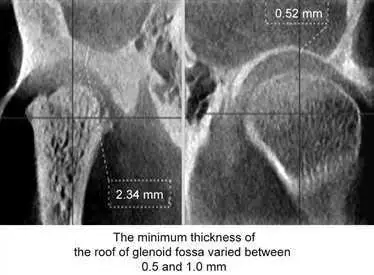 0.52 mm
2.34 mm
The minimum thickness of
the roof of glenoid fossa varied between
0.5 and 1.0 mm